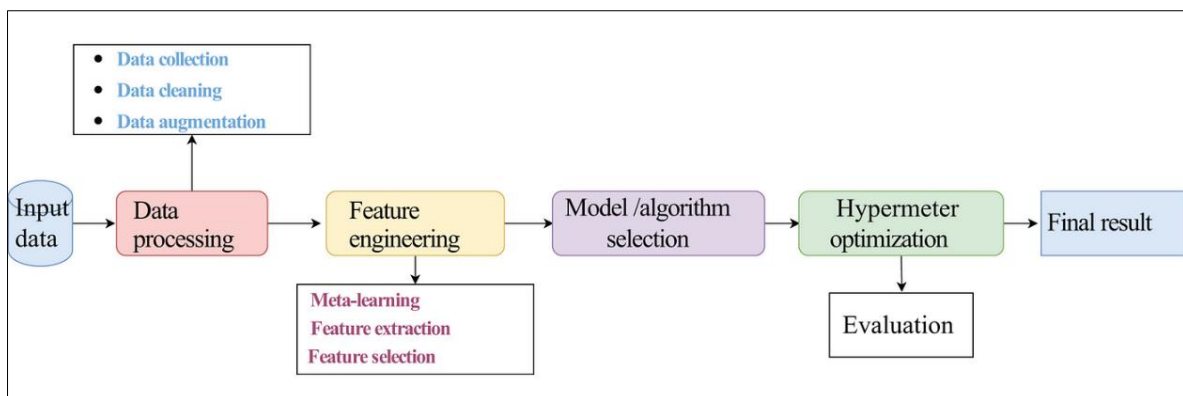 • Data collection
• Data cleaning
• Data augmentation
Input
data
Data
processing
Feature
engineering
Model /algorithm
selection
Hypermeter
optimization
Final result
Meta-learning
Feature extraction
Feature selection
Evaluation